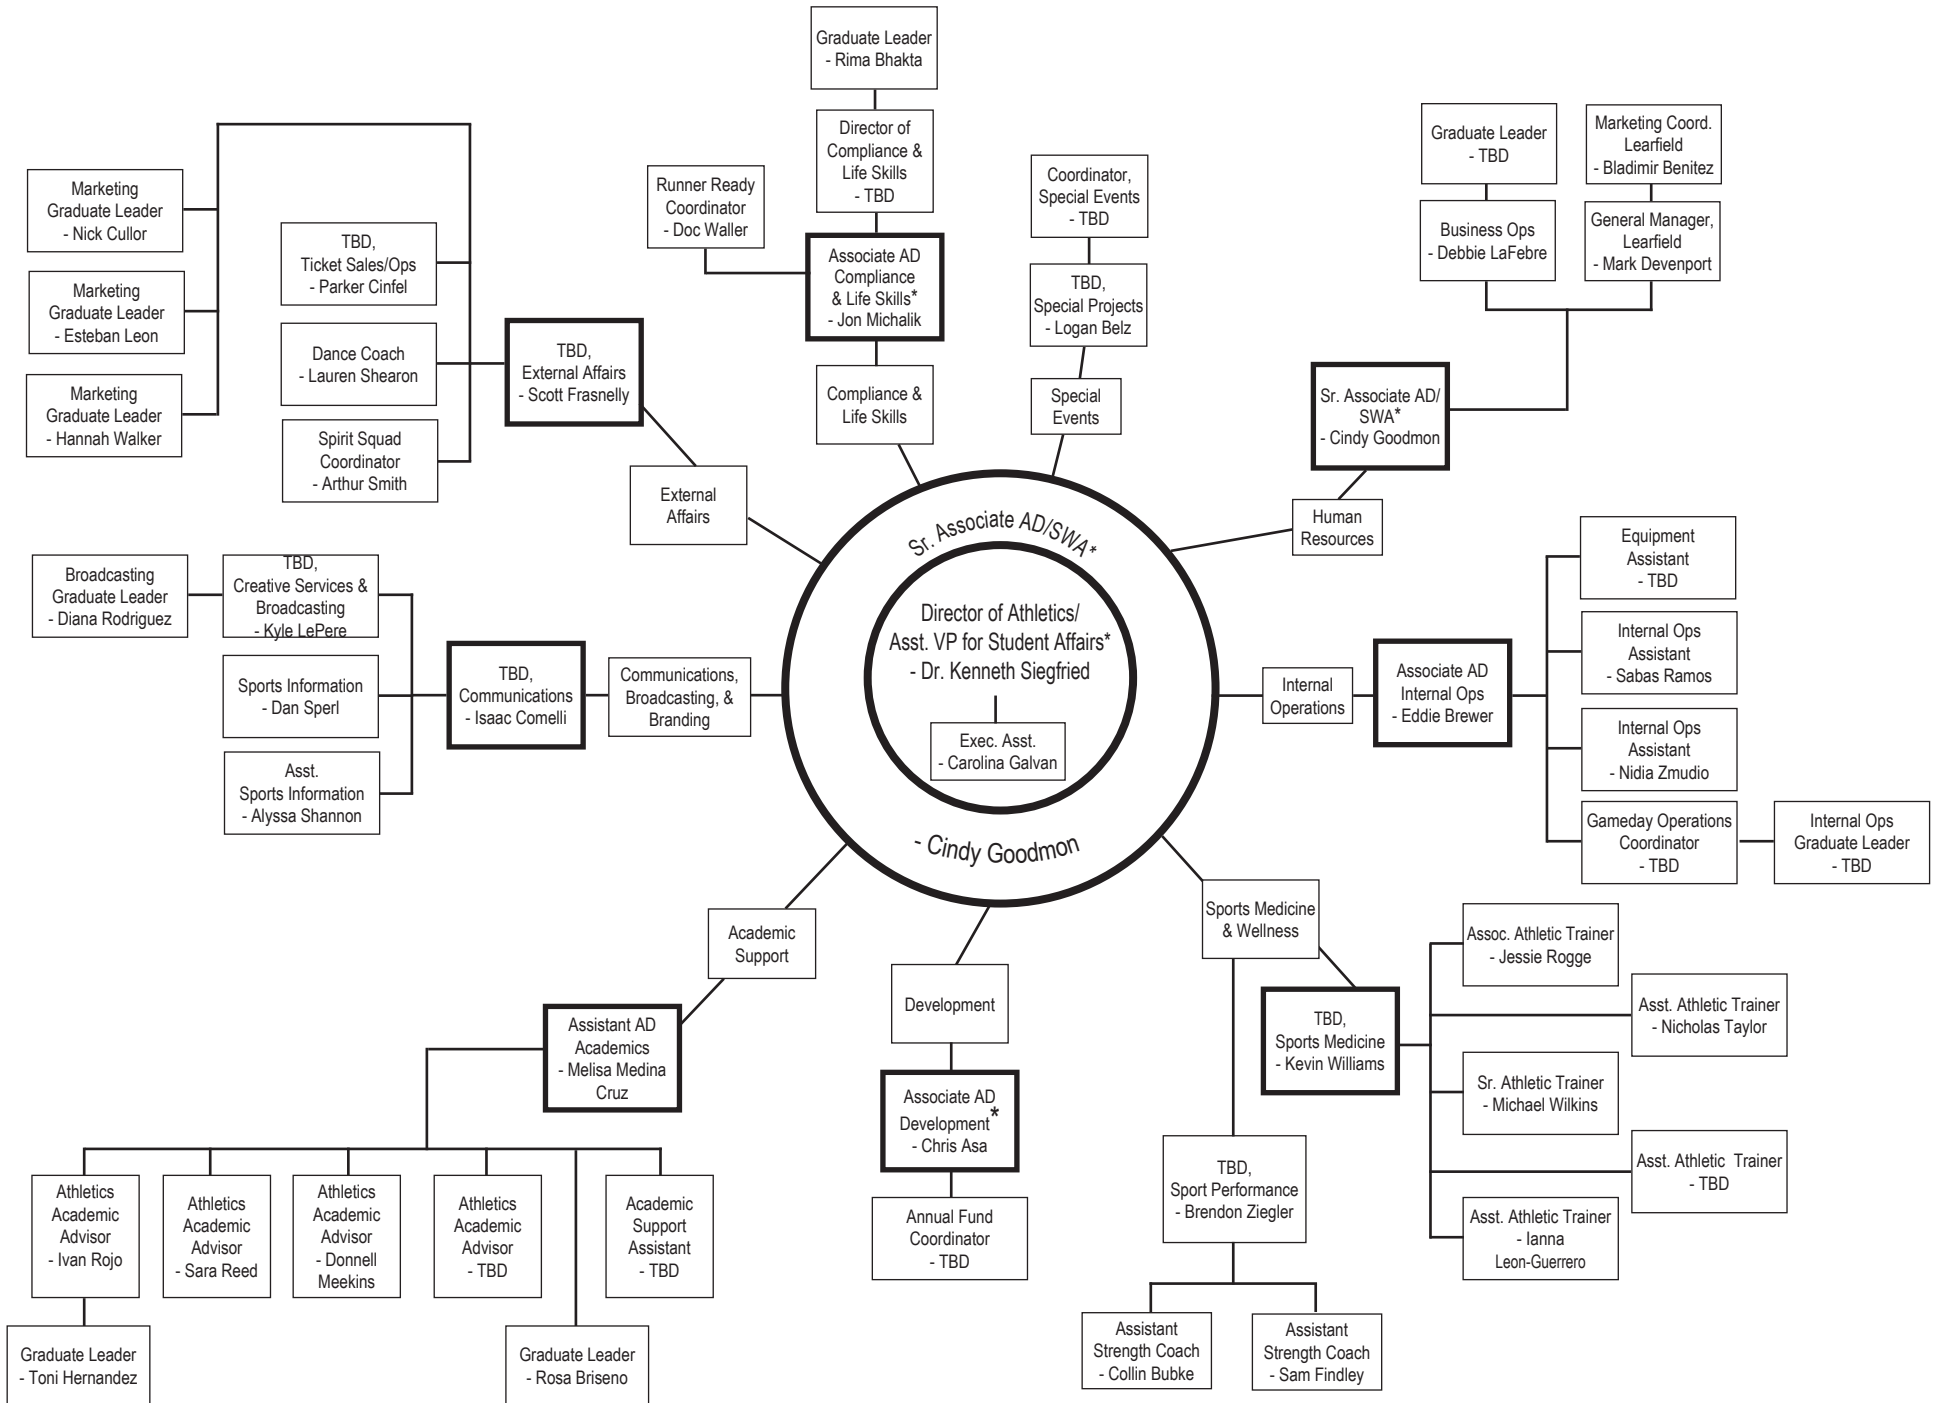 Graduate Leader
- Rima Bhakta
Director of
Compliance &
Life Skills
- TBD
Runner Ready
Coordinator
- Doc Waller
Associate AD
Compliance
& Life Skills*
- Jon Michalik
Compliance &
Life Skills
Coordinator,
Special Events
- TBD
TBD,
Special Projects
- Logan Belz
Special
Events
Graduate Leader
- TBD
Marketing Coord.
Learfield
- Bladimir Benitez
Business Ops
- Debbie LaFebre
General Manager,
Learfield
- Mark Devenport
Sr. Associate AD/
SWA*
- Cindy Goodmon
Human
Resources
Marketing
Graduate Leader
- Nick Cullor
Marketing
Graduate Leader
- Esteban Leon
Marketing
Graduate Leader
- Hannah Walker
TBD,
Ticket Sales/Ops
- Parker Cinfel
Dance Coach
- Lauren Shearon
Spirit Squad
Coordinator
- Arthur Smith
TBD,
External Affairs
- Scott Frasnelly
External
Affairs
Broadcasting
Graduate Leader
- Diana Rodriguez
TBD,
Creative Services &
Broadcasting
- Kyle LePere
Sports Information
- Dan Sperl
Asst.
Sports Information
- Alyssa Shannon
TBD,
Communications
- Isaac Comelli
Communications,
Broadcasting, &
Branding
Sr. Associate AD/SWA*
Director of Athletics/
Asst. VP for Student Affairs*
- Dr. Kenneth Siegfried
Exec. Asst.
- Carolina Galvan
- Cindy Goodmon
Internal
Operations
Associate AD
Internal Ops
- Eddie Brewer
Equipment
Assistant
- TBD
Internal Ops
Assistant
- Sabas Ramos
Internal Ops
Assistant
- Nidia Zmudio
Gameday Operations
Coordinator
- TBD
Internal Ops
Graduate Leader
- TBD
Academic
Support
Assistant AD
Academics
- Melisa Medina
Cruz
Athletics
Academic
Advisor
- Ivan Rojo
Athletics
Academic
Advisor
- Sara Reed
Athletics
Academic
Advisor
- Donnell
Meekins
Athletics
Academic
Advisor
- TBD
Academic
Support
Assistant
- TBD
Graduate Leader
- Toni Hernandez
Graduate Leader
- Rosa Briseno
Development
Associate AD
Development*
- Chris Asa
Annual Fund
Coordinator
- TBD
Sports Medicine
& Wellness
TBD,
Sports Medicine
- Kevin Williams
Assoc. Athletic Trainer
- Jessie Rogge
Asst. Athletic Trainer
- Nicholas Taylor
Sr. Athletic Trainer
- Michael Wilkins
Asst. Athletic Trainer
- TBD
Asst. Athletic Trainer
- Ianna
Leon-Guerrero
TBD,
Sport Performance
- Brendon Ziegler
Assistant
Strength Coach
- Collin Bubke
Assistant
Strength Coach
- Sam Findley